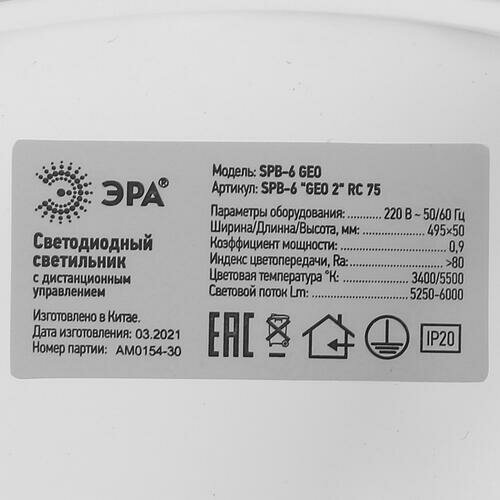 ЭРА®
Светодиодный
светильник
с дистанционным
управлением
Изготовлено в Китае.
Дата изготовления: 03.2021
Номер партии: AM0154-30
Модель: SPB-6 GEO
Артикул: SPB-6 "GEO 2" RC 75
Параметры оборудования: 220 В ~ 50/60 Гц
Ширина/Длинна/Высота, мм: 495×50
Коэффициент мощности: 0,9
Индекс цветопередачи, Ra: >80
Цветовая температура °К: 3400/5500
Световой поток Lm: 5250-6000
EAC
IP20